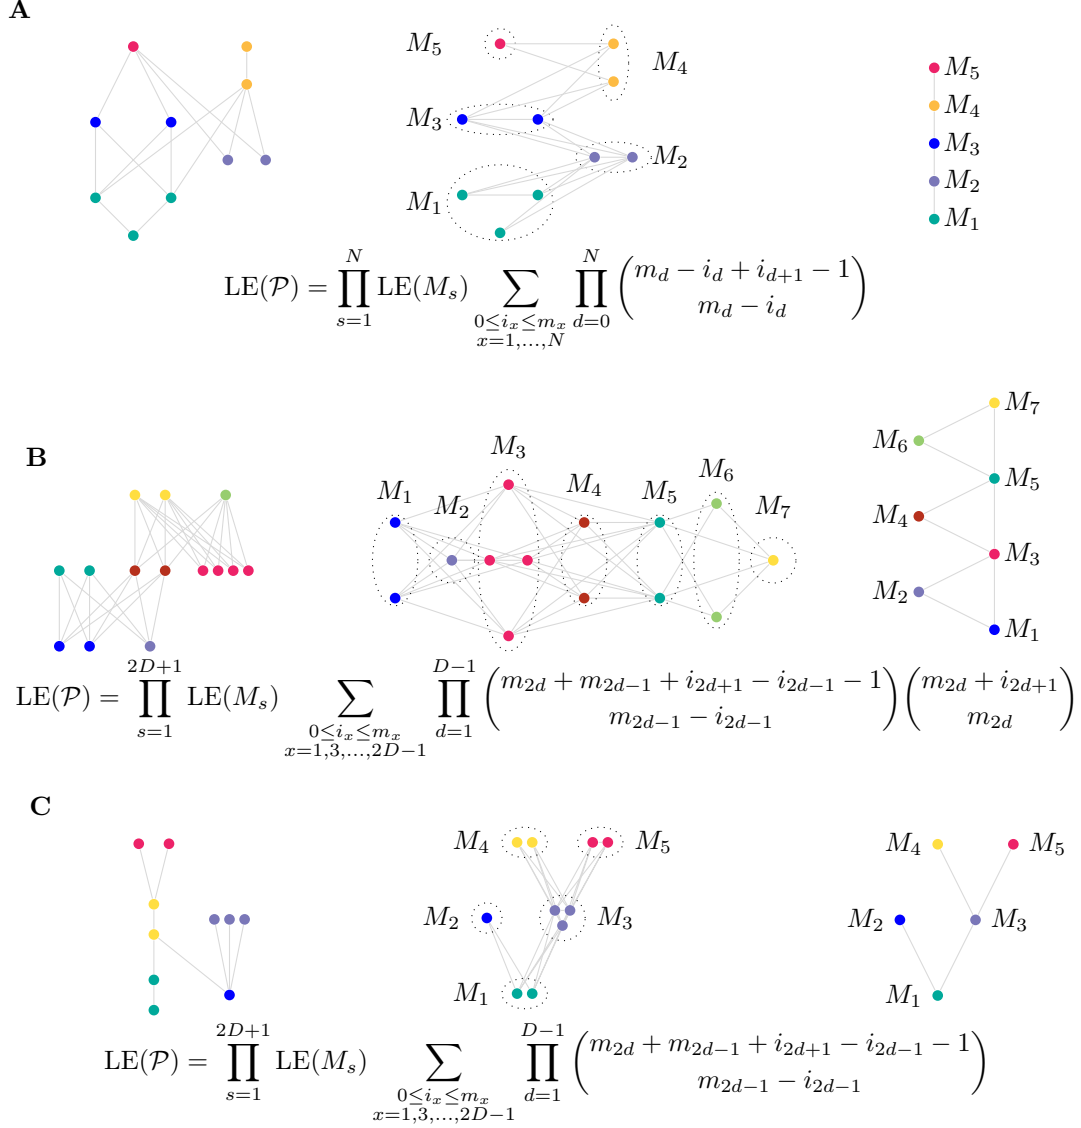 A
M₅
M₄
M₃
M₂
M₁
M₅
M₄
M₃
M₂
M₁
LE(𝒫) = ∏_{s=1}^{N} LE(M_s) ∑_{0≤i_x≤m_x, x=1,...,N} ∏_{d=0}^{N} \binom{m_d − i_d + i_{d+1} − 1}{m_d − i_d}
B
M₁
M₂
M₃
M₄
M₅
M₆
M₇
M₇
M₆
M₅
M₄
M₃
M₂
M₁
LE(𝒫) = ∏_{s=1}^{2D+1} LE(M_s) ∑_{0≤i_x≤m_x, x=1,3,...,2D−1} ∏_{d=1}^{D−1} \binom{m_{2d} + m_{2d−1} + i_{2d+1} − i_{2d−1} − 1}{m_{2d−1} − i_{2d−1}} \binom{m_{2d} + i_{2d+1}}{m_{2d}}
C
M₄
M₅
M₂
M₃
M₁
M₄
M₅
M₂
M₃
M₁
LE(𝒫) = ∏_{s=1}^{2D+1} LE(M_s) ∑_{0≤i_x≤m_x, x=1,3,...,2D−1} ∏_{d=1}^{D−1} \binom{m_{2d} + m_{2d−1} + i_{2d+1} − i_{2d−1} − 1}{m_{2d−1} − i_{2d−1}}